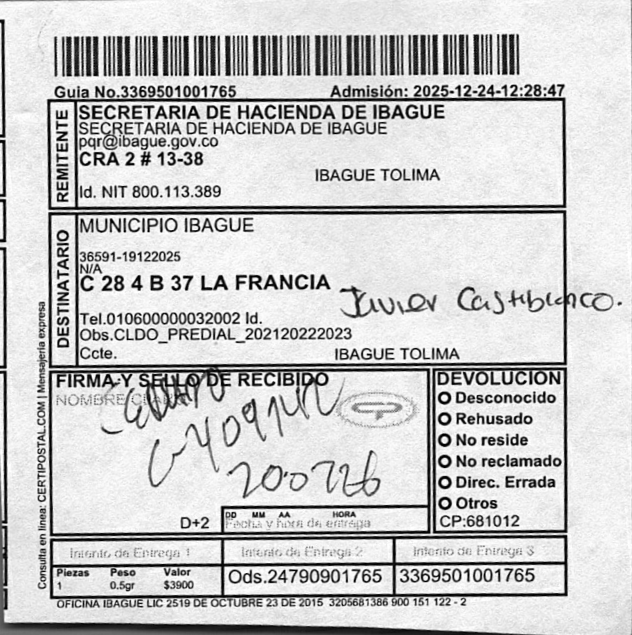 Guia No.3369501001765 Admisión: 2025-12-24-12:28:47
REMITENTE
SECRETARIA DE HACIENDA DE IBAGUE
SECRETARIA DE HACIENDA DE IBAGUE
pqr@ibague.gov.co
CRA 2 # 13-38
IBAGUE TOLIMA
Id. NIT 800.113.389
DESTINATARIO
MUNICIPIO IBAGUE
36591-19122025
N/A
C 28 4 B 37 LA FRANCIA
Javier Castiblanco.
Tel.010600000032002 Id.
Obs.CLDO_PREDIAL_202120222023
Ccte. IBAGUE TOLIMA
Consulta en linea: CERTIPOSTAL.COM | Mensajería expresa
FIRMA Y SELLO DE RECIBIDO
NOMBRE CLARO
200726
D+2
DD MM AA HORA
Fecha y hora de entrega
DEVOLUCION
Desconocido
Rehusado
No reside
No reclamado
Direc. Errada
Otros
CP:681012
Intento de Entrega 1 Intento de Entrega 2 Intento de Entrega 3
Piezas Peso Valor
1 0.5gr $3900
Ods.24790901765 3369501001765
OFICINA IBAGUE LIC 2519 DE OCTUBRE 23 DE 2015 3205681386 900 151 122 - 2